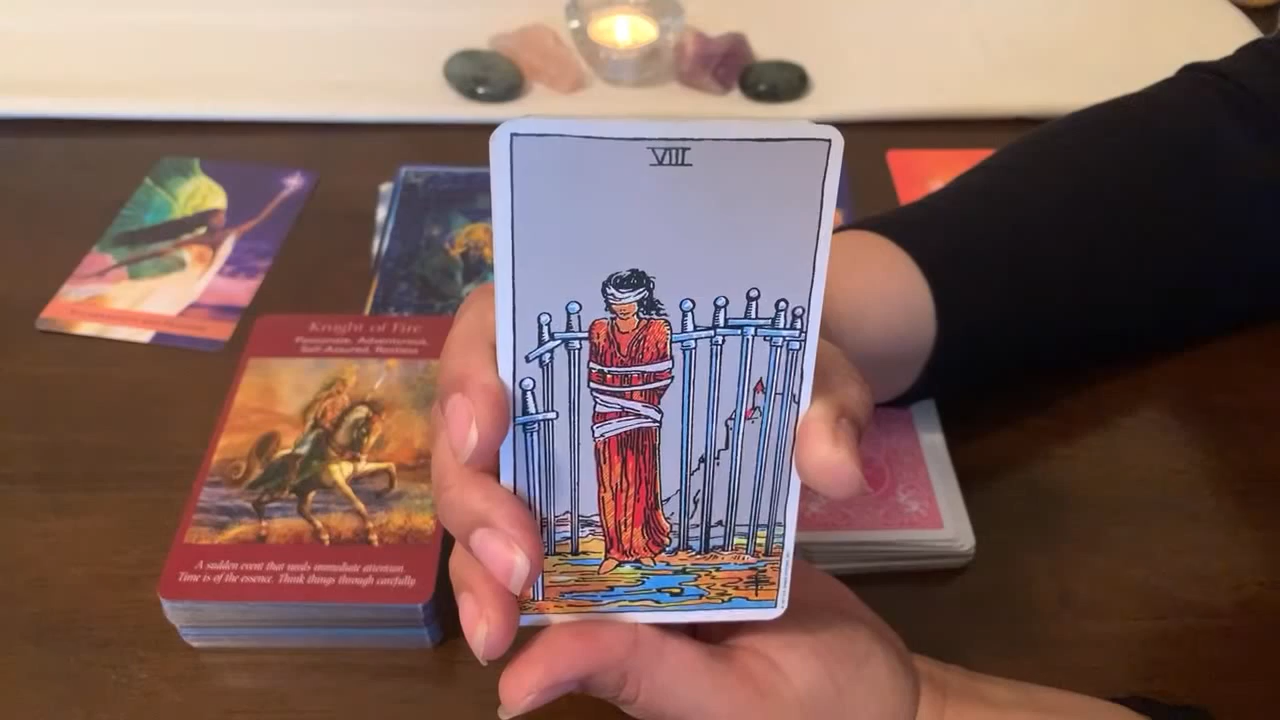 VIII
Knight of Fire
Passionate, Adventurous,
Self-Assured, Restless
A sudden event that needs immediate attention.
Time is of the essence. Think things through carefully.